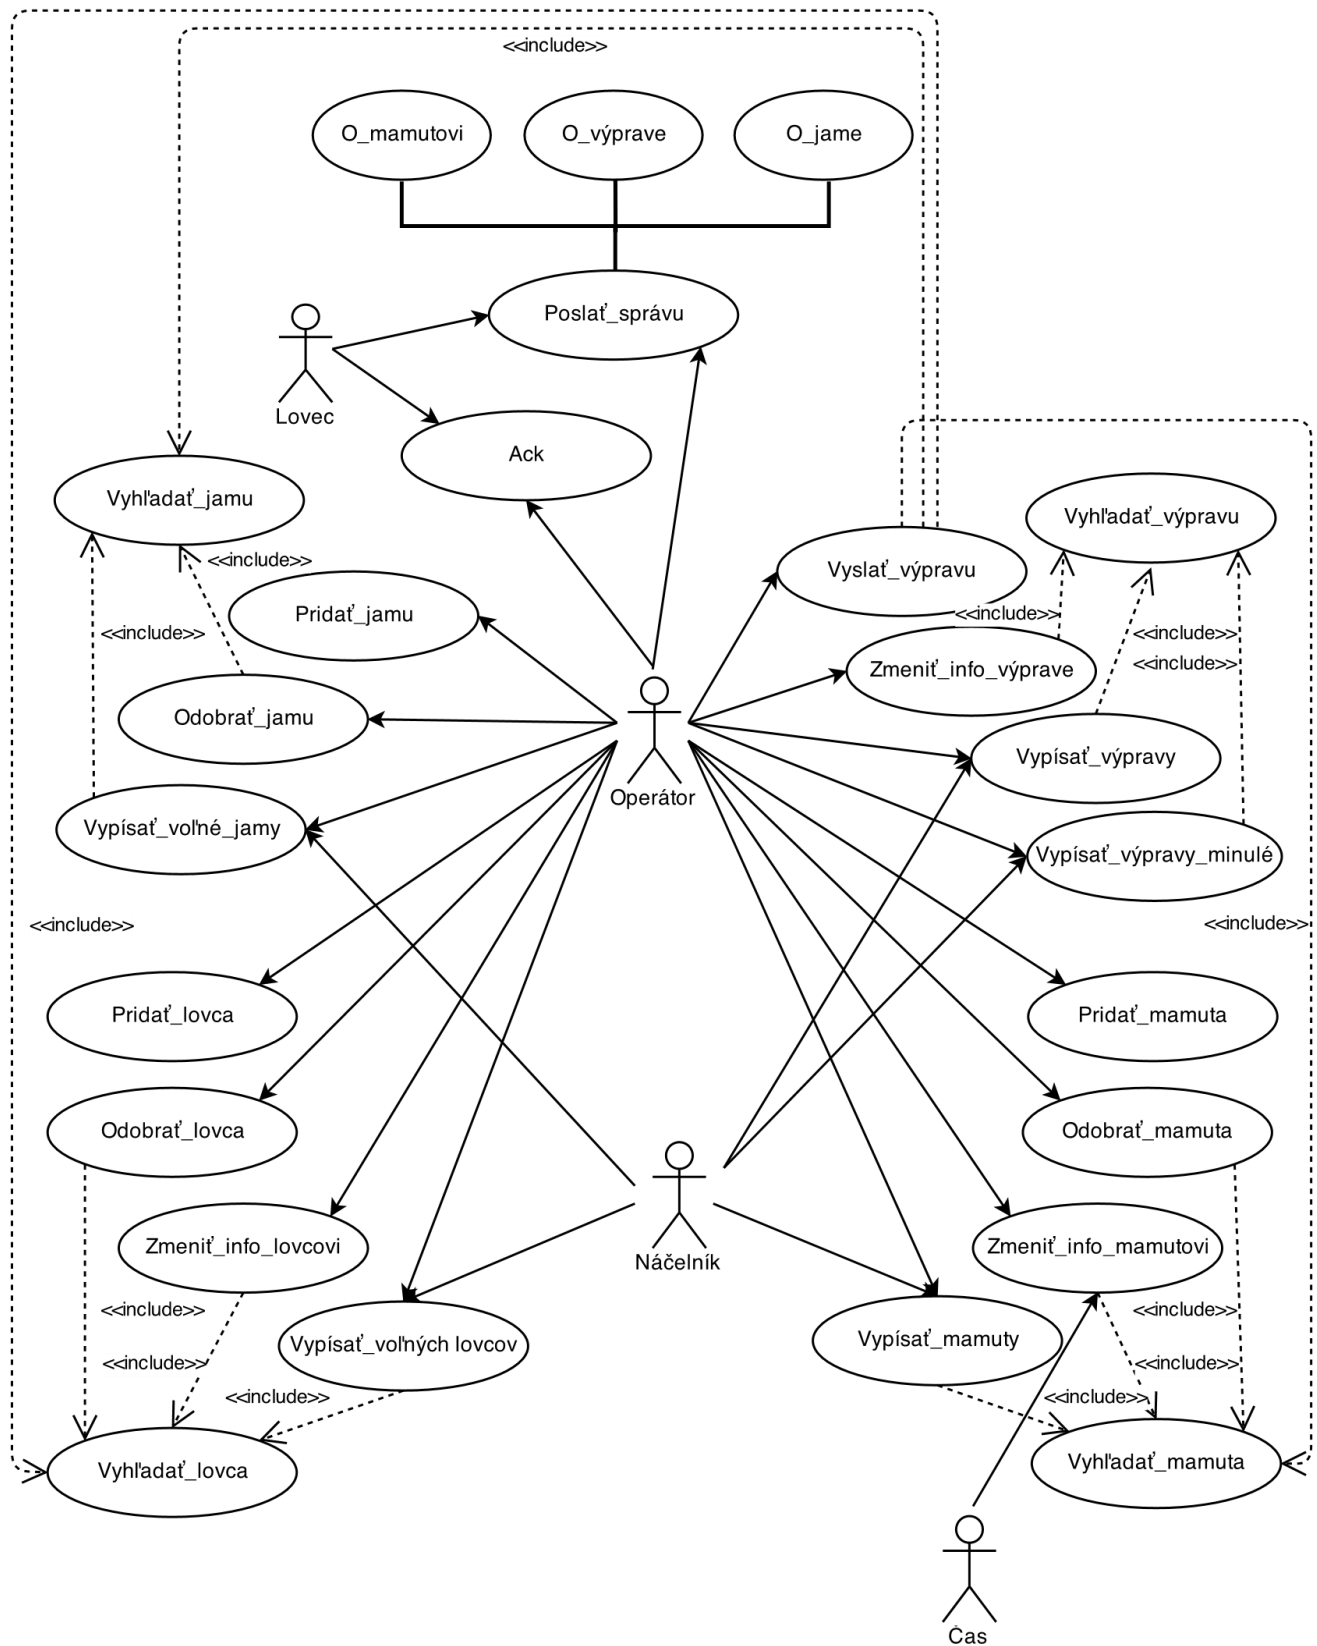 <<include>>
O_mamutovi
O_výprave
O_jame
Poslať_správu
Lovec
Ack
Vyhľadať_jamu
Vyhľadať_výpravu
<<include>>
Vyslať_výpravu
Pridať_jamu
<<include>>
<<include>>
<<include>>
<<include>>
Zmeniť_info_výprave
Odobrať_jamu
Vypísať_výpravy
Operátor
Vypísať_voľné_jamy
Vypísať_výpravy_minulé
<<include>>
<<include>>
Pridať_lovca
Pridať_mamuta
Odobrať_lovca
Odobrať_mamuta
Zmeniť_info_lovcovi
Náčelník
Zmeniť_info_mamutovi
<<include>>
<<include>>
Vypísať_voľných lovcov
Vypísať_mamuty
<<include>>
<<include>>
<<include>>
<<include>>
Vyhľadať_lovca
Vyhľadať_mamuta
Čas